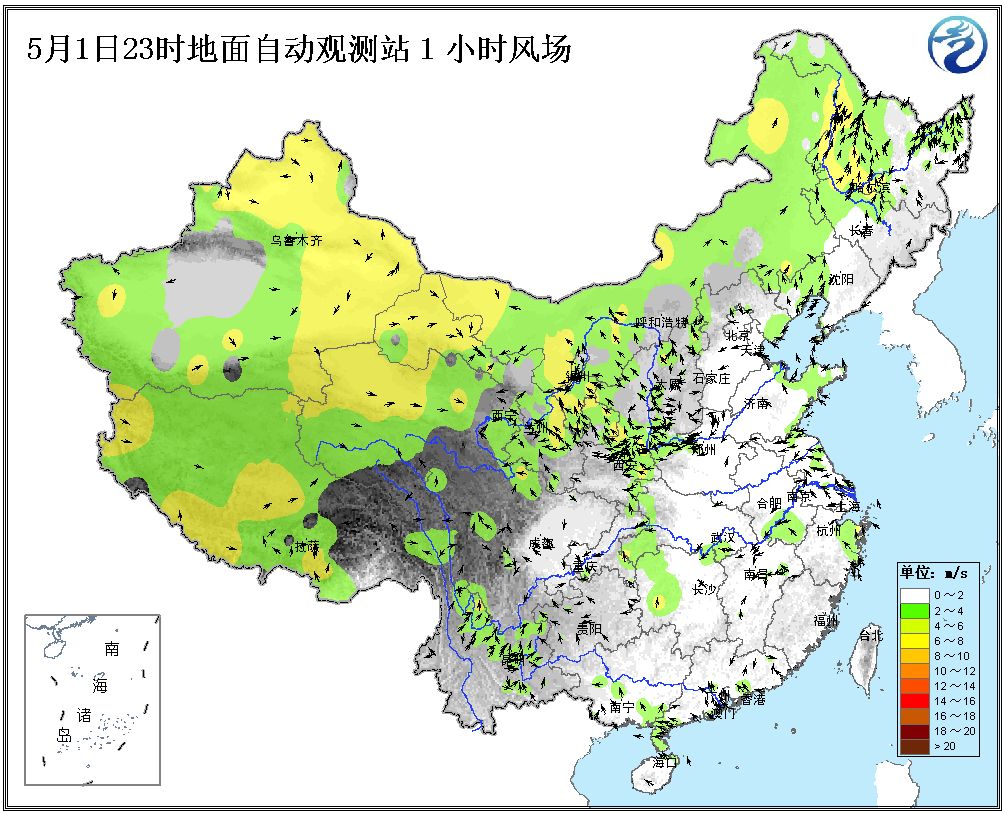 5月1日23时地面自动观测站 1 小时风场
哈尔滨
长春
乌鲁木齐
沈阳
呼和浩特
北京
天津
银川
太原
石家庄
济南
西宁
兰州
郑州
西安
合肥
南京
上海
拉萨
成都
武汉
杭州
重庆
南昌
长沙
贵阳
福州
台北
昆明
广州
香港
澳门
南宁
海口
南
海
诸
岛
单位: m/s
0～2
2～4
4～6
6～8
8～10
10～12
12～14
14～16
16～18
18～20
＞20